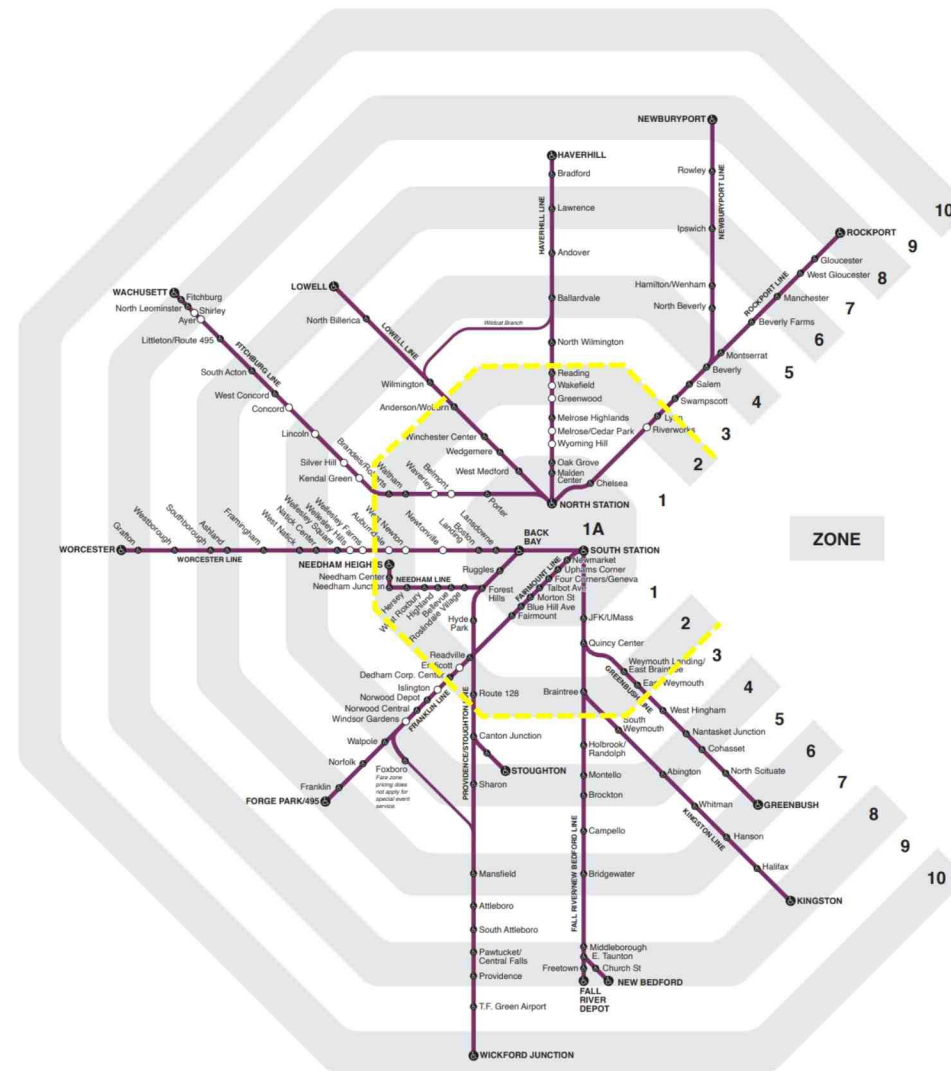 NEWBURYPORT
Rowley
Ipswich
Hamilton/Wenham
North Beverly
NEWBURYPORT LINE
HAVERHILL
Bradford
Lawrence
HAVERHILL LINE
Andover
Ballardvale
Wildcat Branch
North Wilmington
Reading
Wakefield
Greenwood
Melrose Highlands
Melrose/Cedar Park
Wyoming Hill
Oak Grove
Malden
Center
NORTH STATION
ROCKPORT
Gloucester
West Gloucester
Manchester
ROCKPORT LINE
Beverly Farms
Montserrat
Beverly
Salem
Swampscott
Lynn
Riverworks
Chelsea
10
9
8
7
6
5
4
3
2
1
1A
WACHUSETT
Fitchburg
North Leominster
Shirley
Ayer
Littleton/Route 495
FITCHBURG LINE
South Acton
West Concord
Concord
Lincoln
Silver Hill
Kendal Green
Brandeis/Roberts
Waltham
Waverley
Belmont
Porter
LOWELL
North Billerica
LOWELL LINE
Wilmington
Anderson/Woburn
Winchester Center
Wedgemere
West Medford
WORCESTER
Grafton
Westborough
Southborough
Ashland
Framingham
West Natick
Natick Center
Wellesley Square
Wellesley Hills
Wellesley Farms
Auburndale
West Newton
Newtonville
Boston
Landing
Lansdowne
WORCESTER LINE
BACK
BAY
SOUTH STATION
ZONE
NEEDHAM HEIGHTS
Needham Center
Needham Junction
NEEDHAM LINE
Hersey
West Roxbury
Highland
Bellevue
Roslindale Village
Ruggles
Forest
Hills
Hyde
Park
FAIRMOUNT LINE
Newmarket
Uphams Corner
Four Corners/Geneva
Talbot Ave
Morton St
Blue Hill Ave
Fairmount
Readville
Endicott
Dedham Corp. Center
Islington
Norwood Depot
Norwood Central
Windsor Gardens
FRANKLIN LINE
Walpole
Norfolk
Franklin
FORGE PARK/495
Foxboro
Fare zone
pricing does
not apply for
special event
service.
Route 128
PROVIDENCE/STOUGHTON LINE
Canton Junction
STOUGHTON
Sharon
Mansfield
Attleboro
South Attleboro
Pawtucket/
Central Falls
Providence
T.F. Green Airport
WICKFORD JUNCTION
JFK/UMass
Quincy Center
Weymouth Landing/
East Braintree
East Weymouth
GREENBUSH LINE
West Hingham
Nantasket Junction
Cohasset
North Scituate
GREENBUSH
Braintree
South
Weymouth
Abington
Whitman
KINGSTON LINE
Hanson
Halifax
KINGSTON
Holbrook/
Randolph
Montello
Brockton
Campello
Bridgewater
FALL RIVER/NEW BEDFORD LINE
Middleborough
E. Taunton
Freetown
Church St
NEW BEDFORD
FALL
RIVER
DEPOT
1
2
3
4
5
6
7
8
9
10